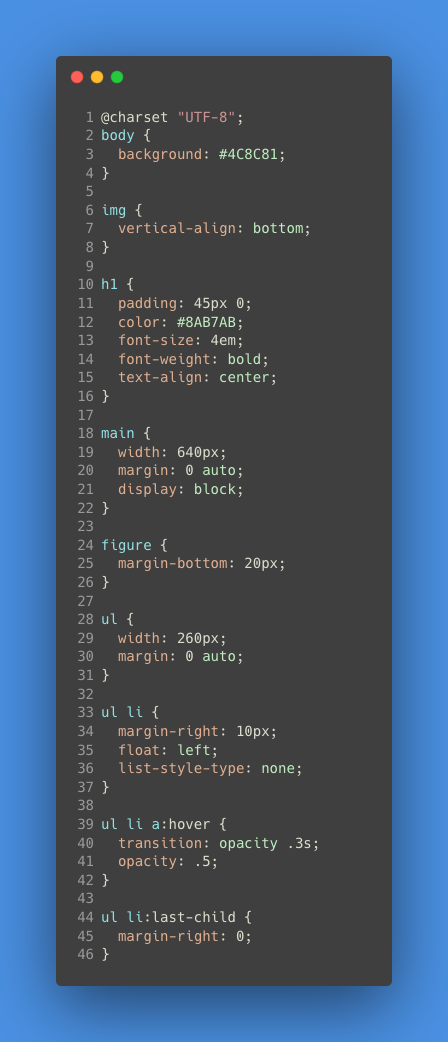 1 @charset "UTF-8";
2 body {
3   background: #4C8C81;
4 }
5
6 img {
7   vertical-align: bottom;
8 }
9
10 h1 {
11   padding: 45px 0;
12   color: #8AB7AB;
13   font-size: 4em;
14   font-weight: bold;
15   text-align: center;
16 }
17
18 main {
19   width: 640px;
20   margin: 0 auto;
21   display: block;
22 }
23
24 figure {
25   margin-bottom: 20px;
26 }
27
28 ul {
29   width: 260px;
30   margin: 0 auto;
31 }
32
33 ul li {
34   margin-right: 10px;
35   float: left;
36   list-style-type: none;
37 }
38
39 ul li a:hover {
40   transition: opacity .3s;
41   opacity: .5;
42 }
43
44 ul li:last-child {
45   margin-right: 0;
46 }